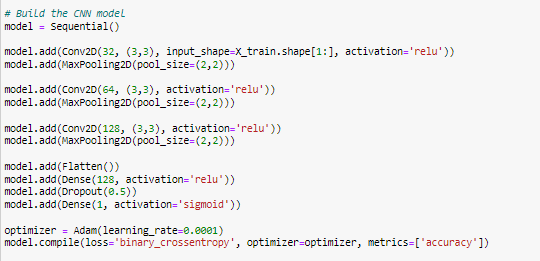 # Build the CNN model
model = Sequential()
model.add(Conv2D(32, (3,3), input_shape=X_train.shape[1:], activation='relu'))
model.add(MaxPooling2D(pool_size=(2,2)))
model.add(Conv2D(64, (3,3), activation='relu'))
model.add(MaxPooling2D(pool_size=(2,2)))
model.add(Conv2D(128, (3,3), activation='relu'))
model.add(MaxPooling2D(pool_size=(2,2)))
model.add(Flatten())
model.add(Dense(128, activation='relu'))
model.add(Dropout(0.5))
model.add(Dense(1, activation='sigmoid'))
optimizer = Adam(learning_rate=0.0001)
model.compile(loss='binary_crossentropy', optimizer=optimizer, metrics=['accuracy'])